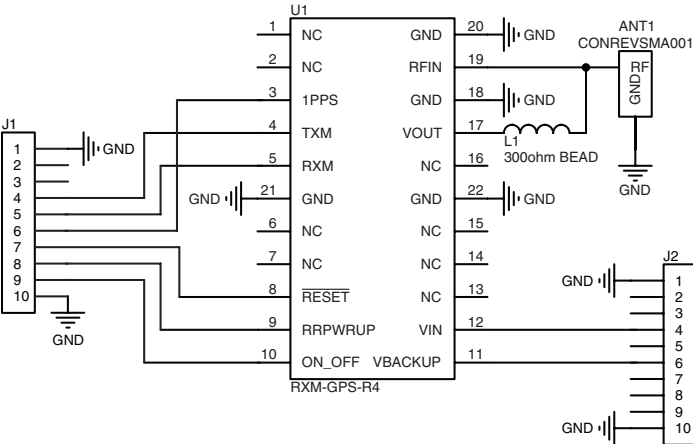 U1
ANT1
CONREVSMA001
RF
GND
GND
1 NC GND 20 GND
2 NC RFIN 19
3 1PPS GND 18 GND
4 TXM VOUT 17
L1
300ohm BEAD
5 RXM NC 16
GND 21 GND GND 22 GND
6 NC NC 15
7 NC NC 14
8 RESET NC 13
9 RRPWRUP VIN 12
10 ON_OFF VBACKUP 11
RXM-GPS-R4
J1
1 GND
2
3
4
5
6
7
8
9
10
GND
J2
GND 1
2
3
4
5
6
7
8
9
GND 10